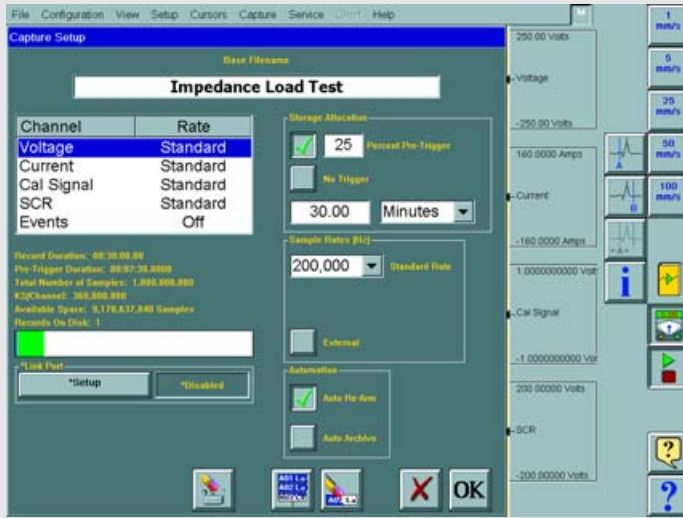 File Configuration View Setup Cursors Capture Service Chart Help
Capture Setup
Base Filename
Impedance Load Test
Channel Rate
Voltage Standard
Current Standard
Cal Signal Standard
SCR Standard
Events Off
Storage Allocation
25 Percent Pre-Trigger
No Trigger
30.00 Minutes
Record Duration: 00:30:00.00
Pre-Trigger Duration: 00:07:30.0000
Total Number of Samples: 1,800,000,000
KS/Channel: 360,000.000
Available Space: 9,178,637,840 Samples
Records On Disk: 1
Sample Rates [Hz]
200,000 Standard Rate
External
*Link Port
*Setup *Disabled
Automation
Auto Re-Arm
Auto Archive
OK
M
250.00 Volts
Voltage
-250.00 Volts
160.0000 Amps
Current
-160.0000 Amps
1.0000000000 Volt
Cal Signal
-1.0000000000 Vor
200.00000 Volts
SCR
-200.00000 Volts
1 mm/s
5 mm/s
25 mm/s
50 mm/s
100 mm/s
A
B
i
?
?